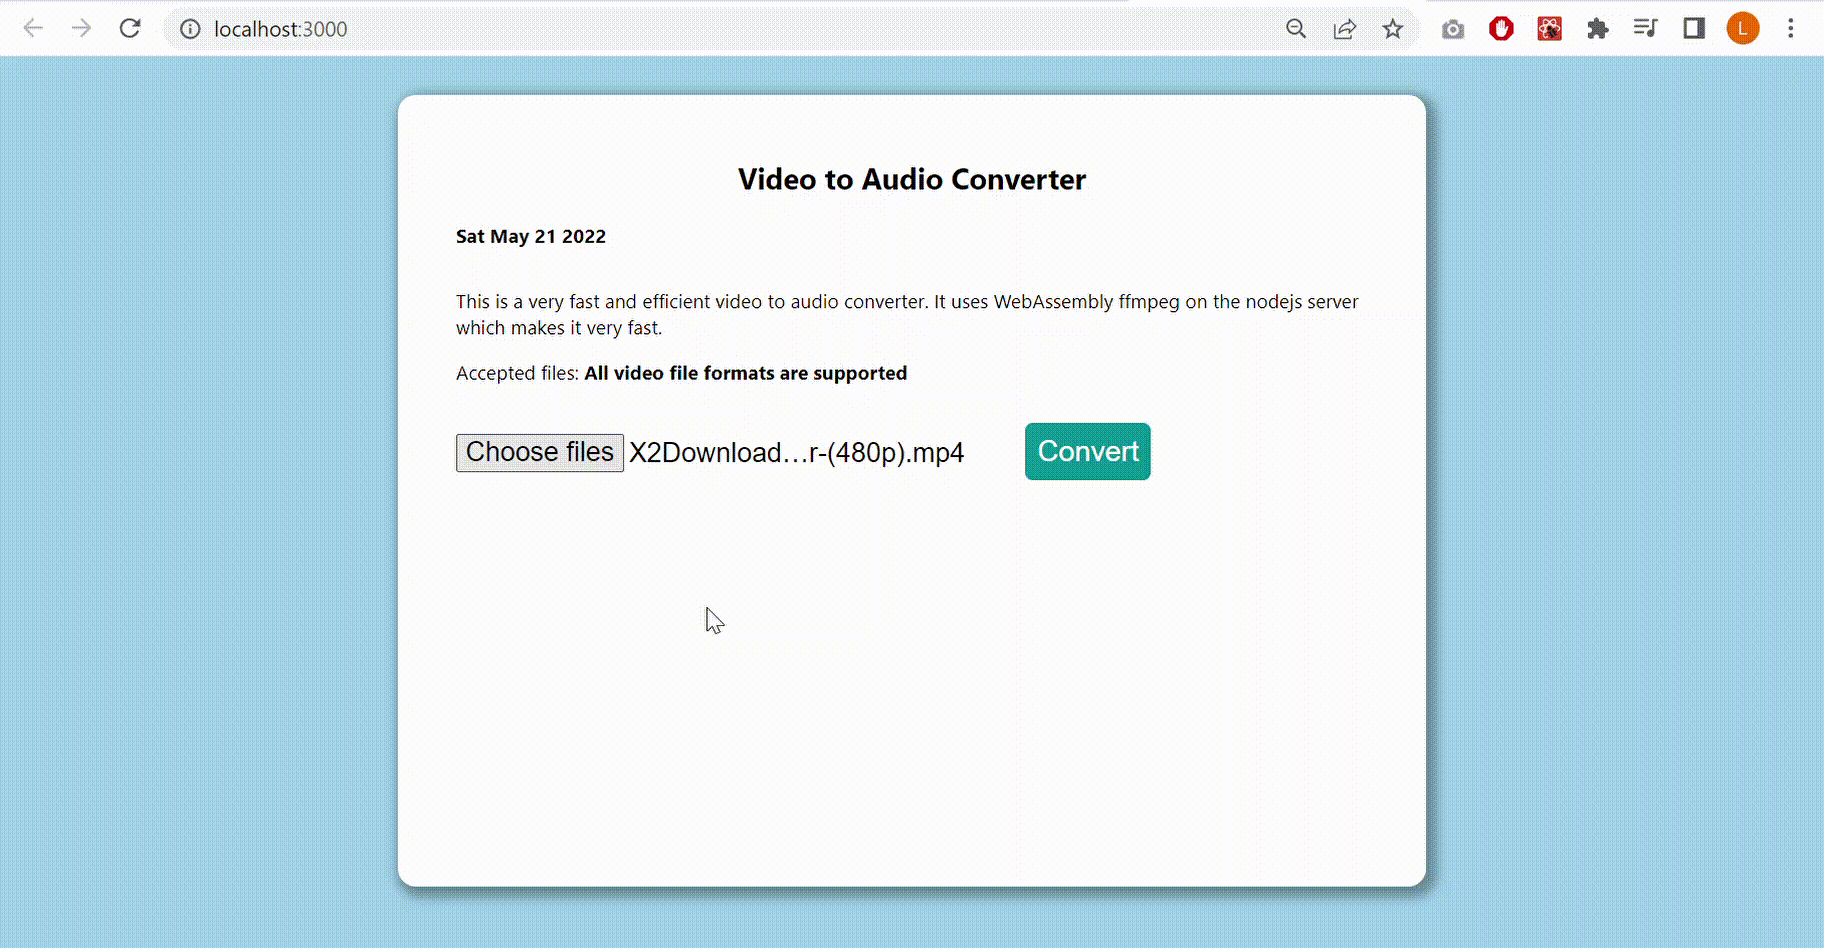 localhost:3000
L
Video to Audio Converter
Sat May 21 2022
This is a very fast and efficient video to audio converter. It uses WebAssembly ffmpeg on the nodejs server
which makes it very fast.
Accepted files: All video file formats are supported
Choose files X2Download...r-(480p).mp4 Convert